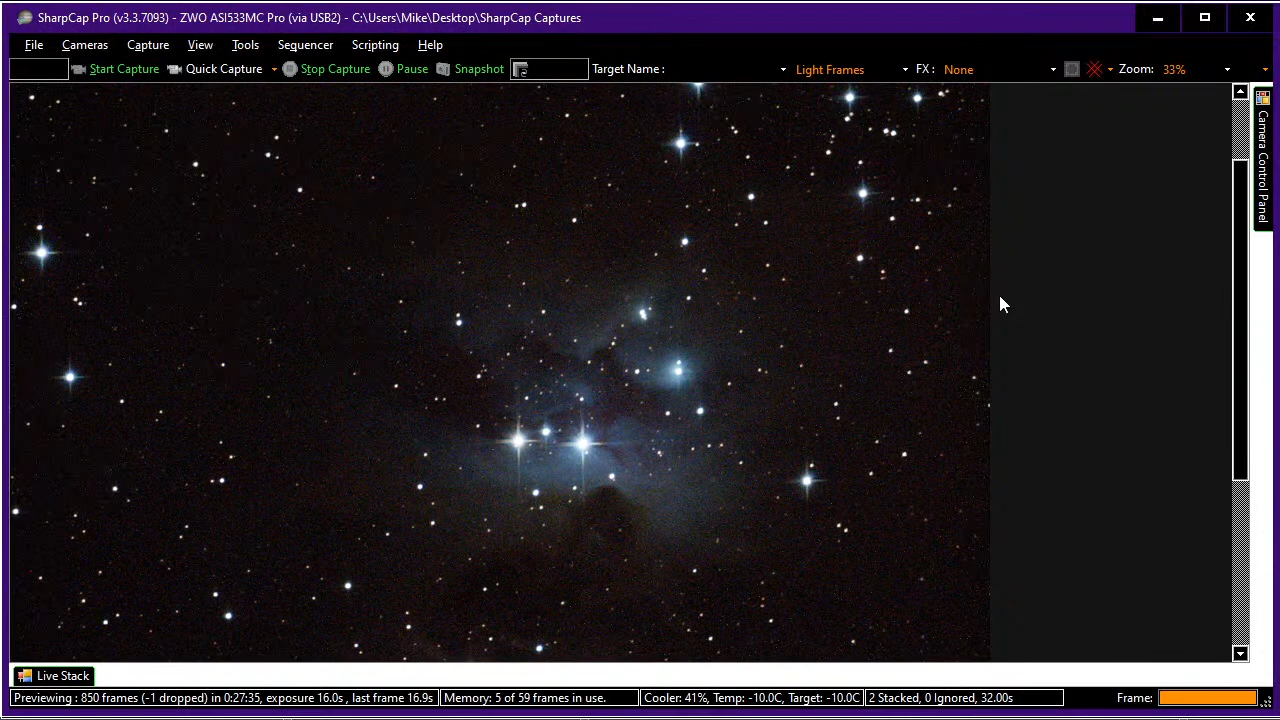 SharpCap Pro (v3.3.7093) - ZWO ASI533MC Pro (via USB2) - C:\Users\Mike\Desktop\SharpCap Captures
File Cameras Capture View Tools Sequencer Scripting Help
Start Capture Quick Capture Stop Capture Pause Snapshot Target Name : Light Frames FX : None Zoom: 33%
Camera Control Panel
Live Stack
Previewing : 850 frames (-1 dropped) in 0:27:35, exposure 16.0s , last frame 16.9s Memory: 5 of 59 frames in use. Cooler: 41%, Temp: -10.0C, Target: -10.0C 2 Stacked, 0 Ignored, 32.00s Frame: